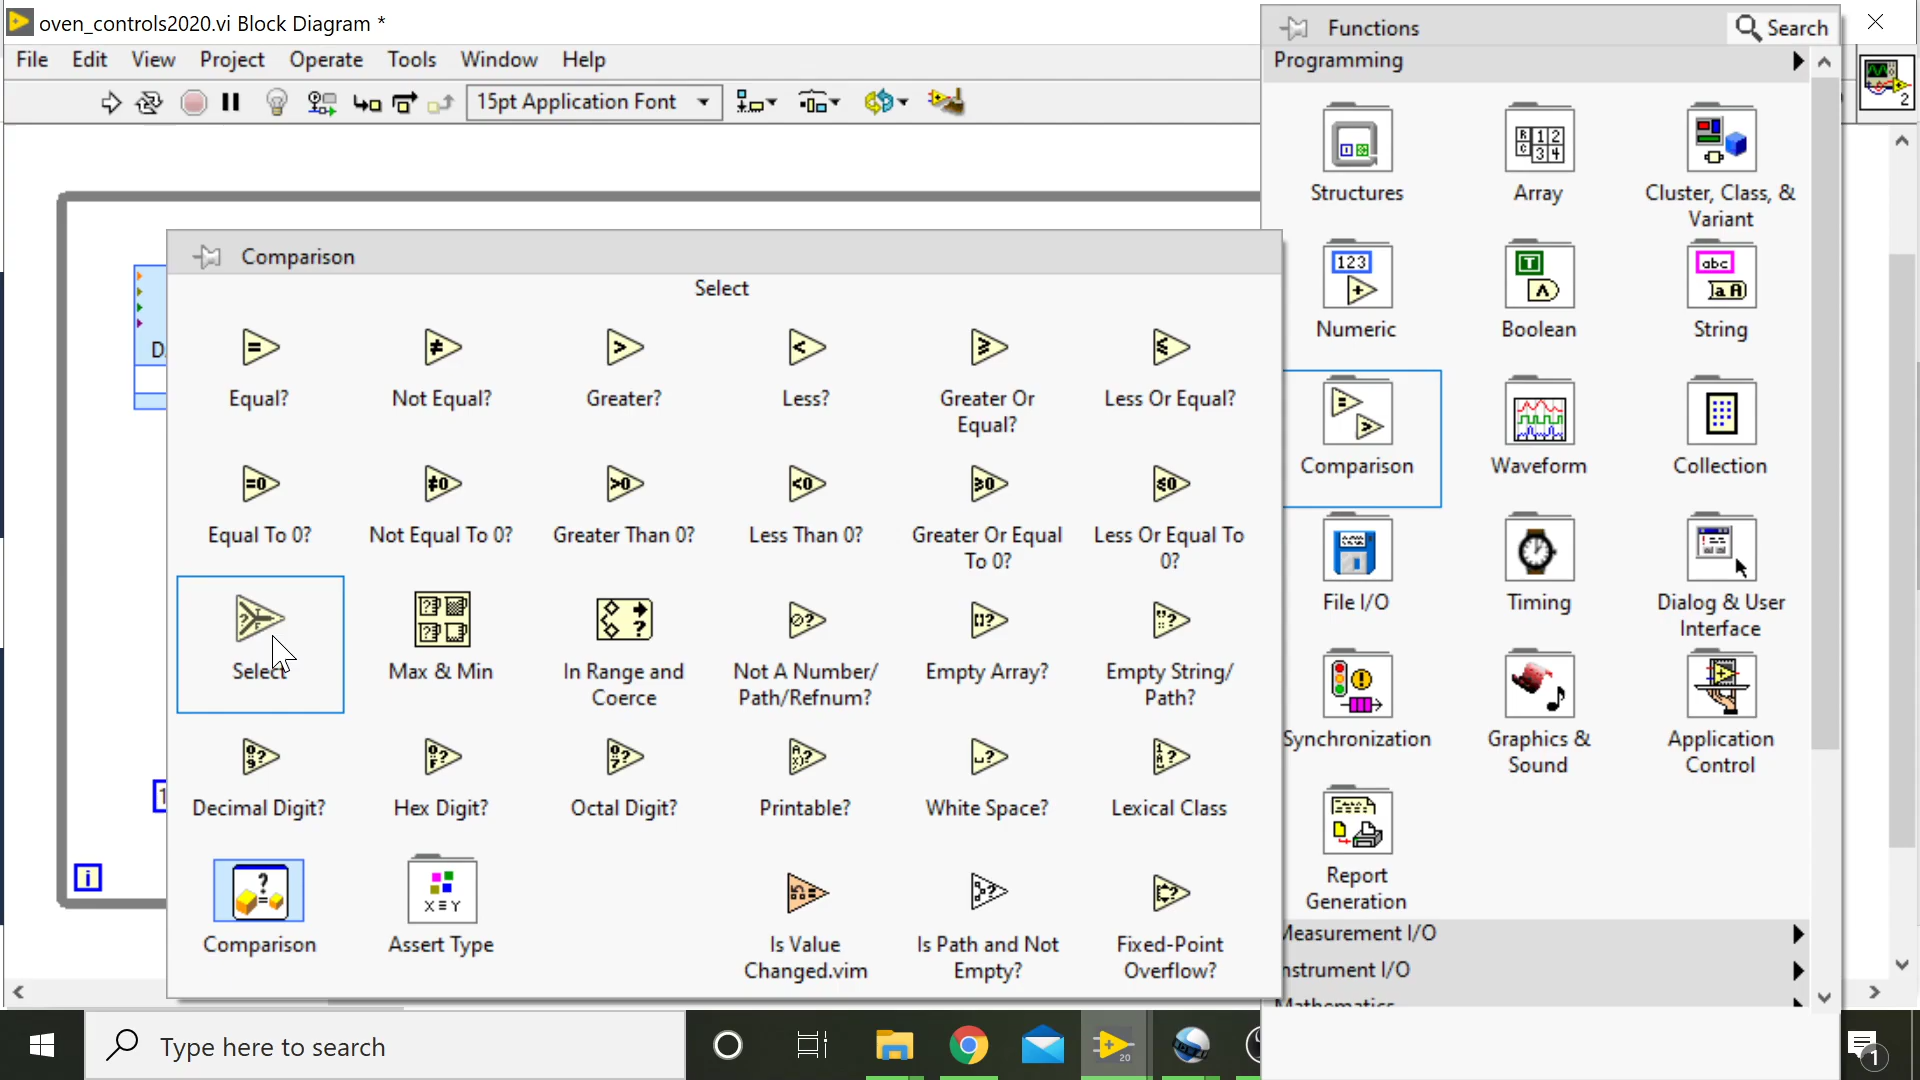 oven_controls2020.vi Block Diagram *
File Edit View Project Operate Tools Window Help
15pt Application Font
2
Functions
Search
Programming
Structures
Array
Cluster, Class, &
Variant
Numeric
Boolean
String
Comparison
Waveform
Collection
File I/O
Timing
Dialog & User
Interface
Synchronization
Graphics &
Sound
Application
Control
Report
Generation
Measurement I/O
nstrument I/O
Comparison
Select
Equal?
Not Equal?
Greater?
Less?
Greater Or
Equal?
Less Or Equal?
Equal To 0?
Not Equal To 0?
Greater Than 0?
Less Than 0?
Greater Or Equal
To 0?
Less Or Equal To
0?
Select
Max & Min
In Range and
Coerce
Not A Number/
Path/Refnum?
Empty Array?
Empty String/
Path?
Decimal Digit?
Hex Digit?
Octal Digit?
Printable?
White Space?
Lexical Class
Comparison
Assert Type
Is Value
Changed.vim
Is Path and Not
Empty?
Fixed-Point
Overflow?
D
i
Type here to search
20
1